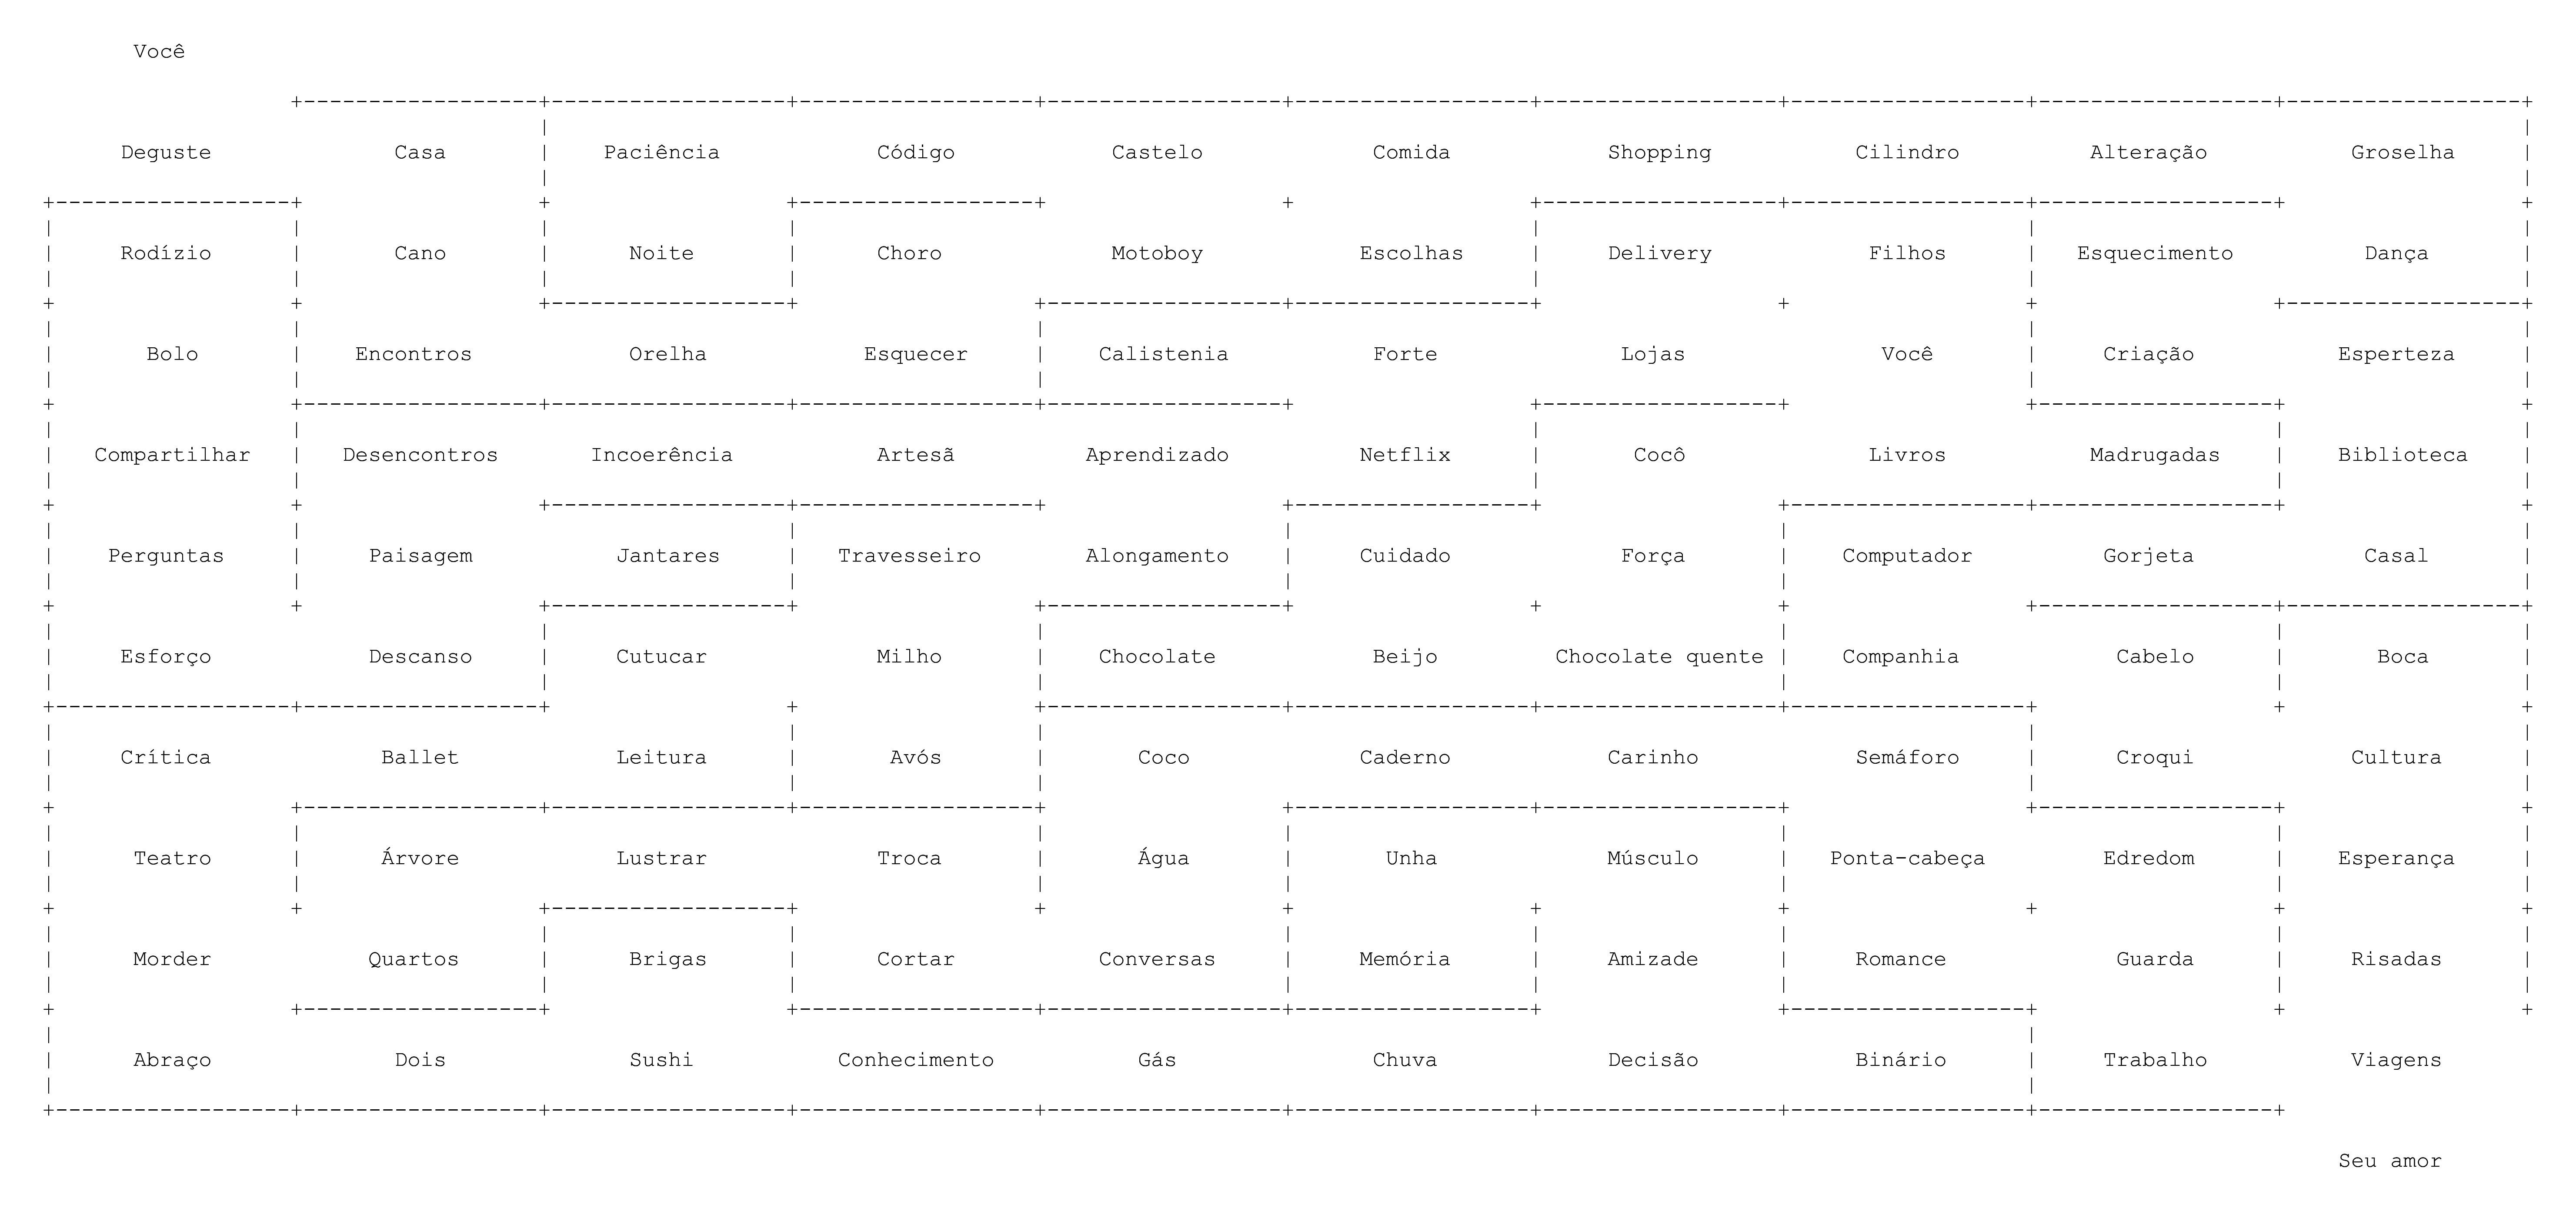 Você
Deguste Casa Paciência Código Castelo Comida Shopping Cilindro Alteração Groselha
Rodízio Cano Noite Choro Motoboy Escolhas Delivery Filhos Esquecimento Dança
Bolo Encontros Orelha Esquecer Calistenia Forte Lojas Você Criação Esperteza
Compartilhar Desencontros Incoerência Artesã Aprendizado Netflix Cocô Livros Madrugadas Biblioteca
Perguntas Paisagem Jantares Travesseiro Alongamento Cuidado Força Computador Gorjeta Casal
Esforço Descanso Cutucar Milho Chocolate Beijo Chocolate quente Companhia Cabelo Boca
Crítica Ballet Leitura Avós Coco Caderno Carinho Semáforo Croqui Cultura
Teatro Árvore Lustrar Troca Água Unha Músculo Ponta-cabeça Edredom Esperança
Morder Quartos Brigas Cortar Conversas Memória Amizade Romance Guarda Risadas
Abraço Dois Sushi Conhecimento Gás Chuva Decisão Binário Trabalho Viagens
Seu amor